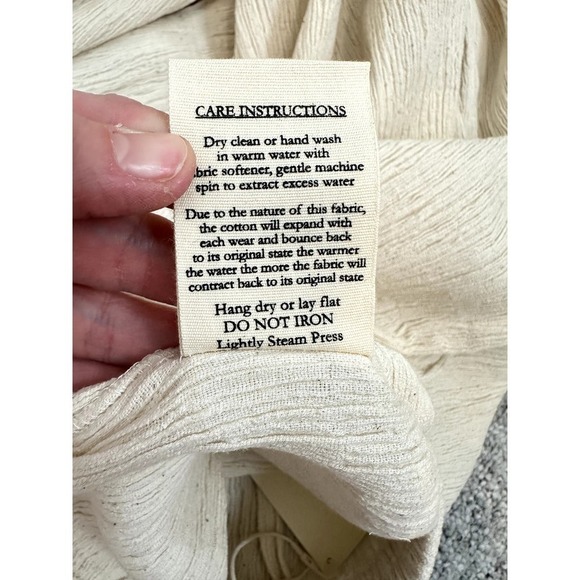 CARE INSTRUCTIONS
Dry clean or hand wash
in warm water with
bric softener, gentle machine
spin to extract excess water
Due to the nature of this fabric,
the cotton will expand with
each wear and bounce back
to its original state the warmer
the water the more the fabric will
contract back to its original state
Hang dry or lay flat
DO NOT IRON
Lightly Steam Press